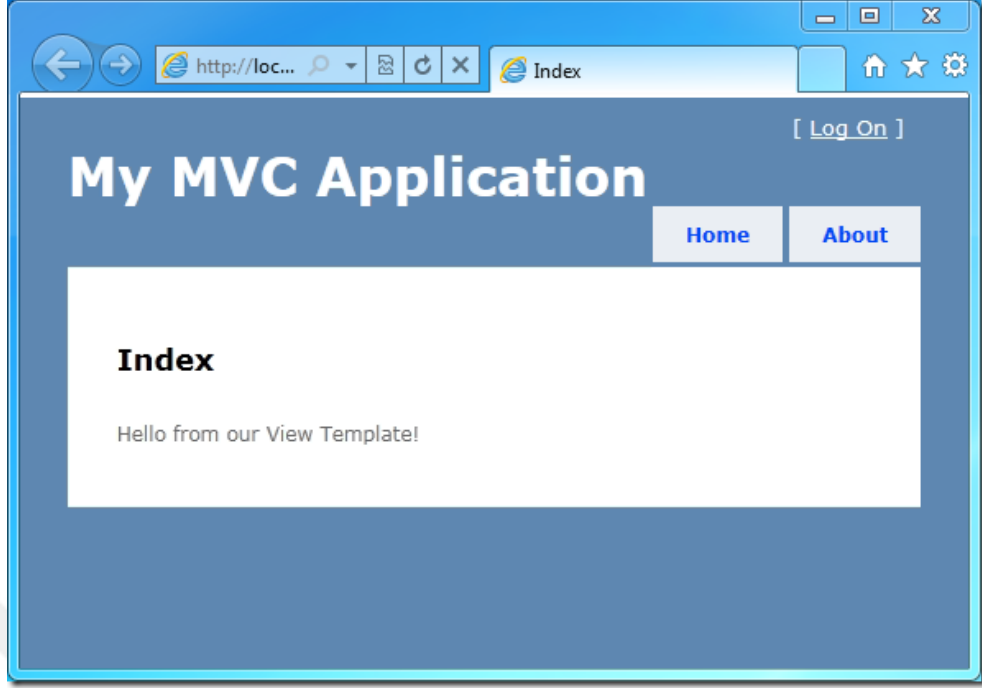 http://loc...
Index
[ Log On ]
My MVC Application
Home
About
Index
Hello from our View Template!